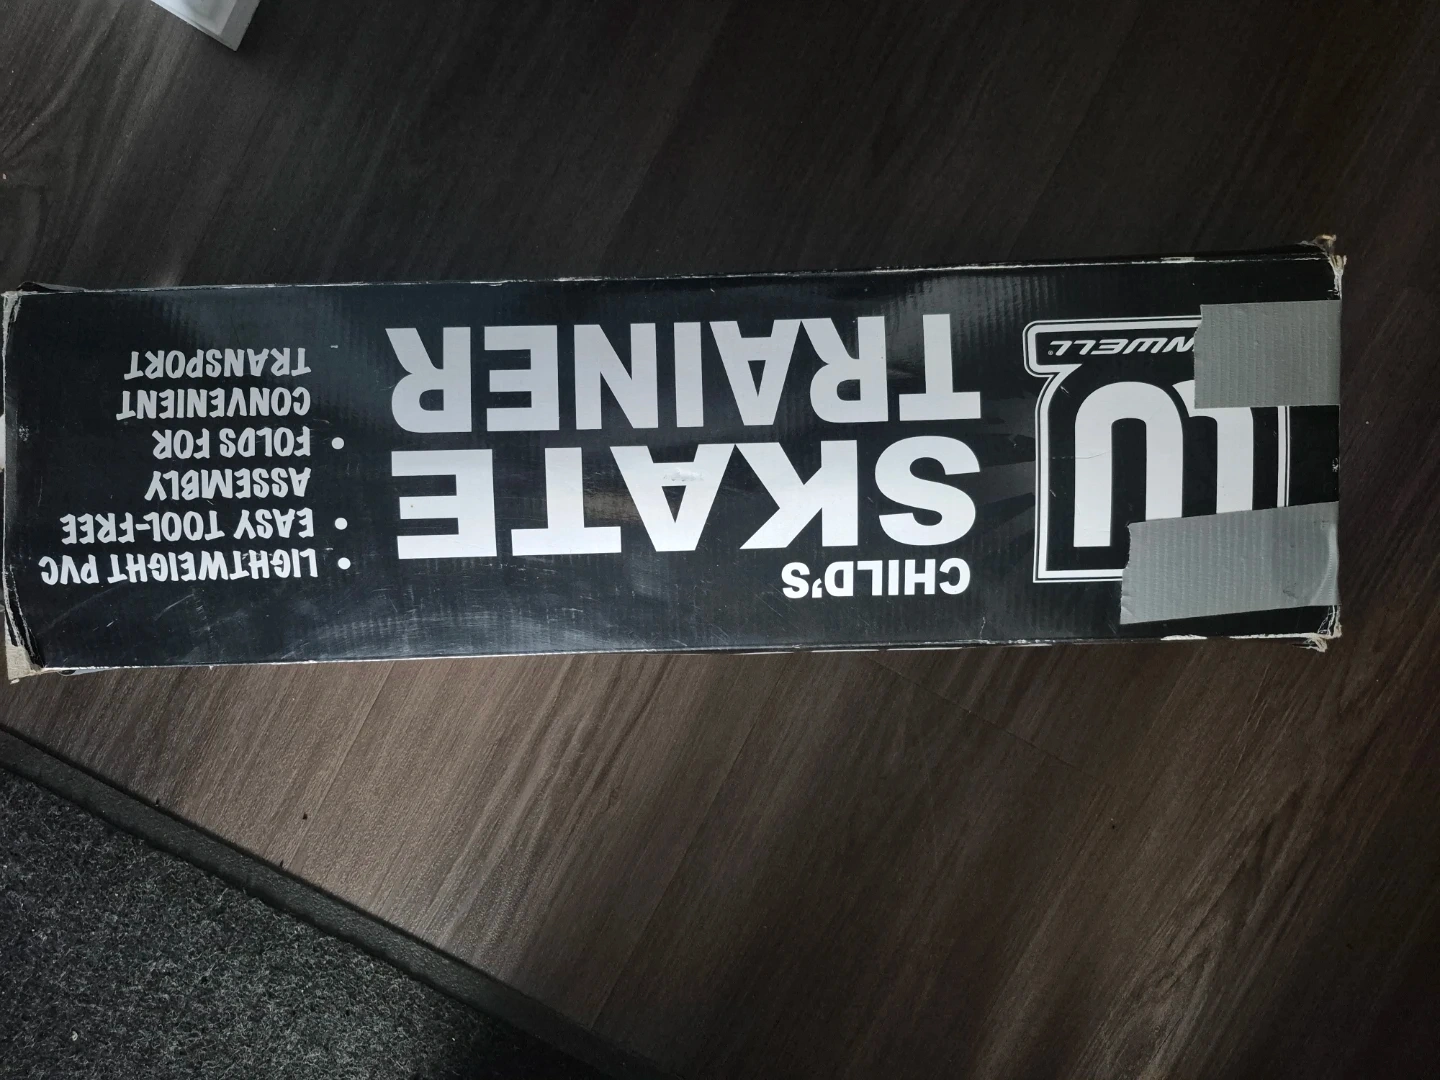 CHILD'S
SKATE
TRAINER
• LIGHTWEIGHT PVC
• EASY TOOL-FREE
ASSEMBLY
• FOLDS FOR
CONVENIENT
TRANSPORT